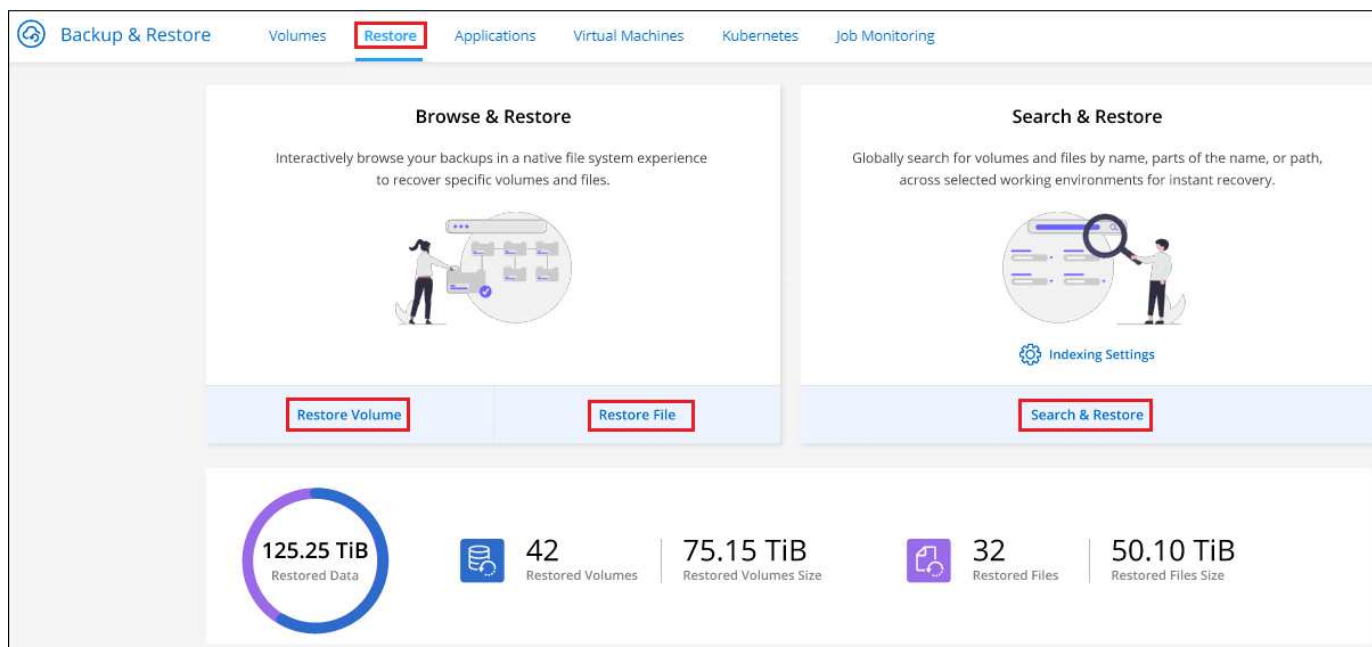 Backup & Restore
Volumes
Restore
Applications
Virtual Machines
Kubernetes
Job Monitoring
Browse & Restore
Interactively browse your backups in a native file system experience
to recover specific volumes and files.
Restore Volume
Restore File
Search & Restore
Globally search for volumes and files by name, parts of the name, or path,
across selected working environments for instant recovery.
Indexing Settings
Search & Restore
125.25 TiB
Restored Data
42
Restored Volumes
75.15 TiB
Restored Volumes Size
32
Restored Files
50.10 TiB
Restored Files Size